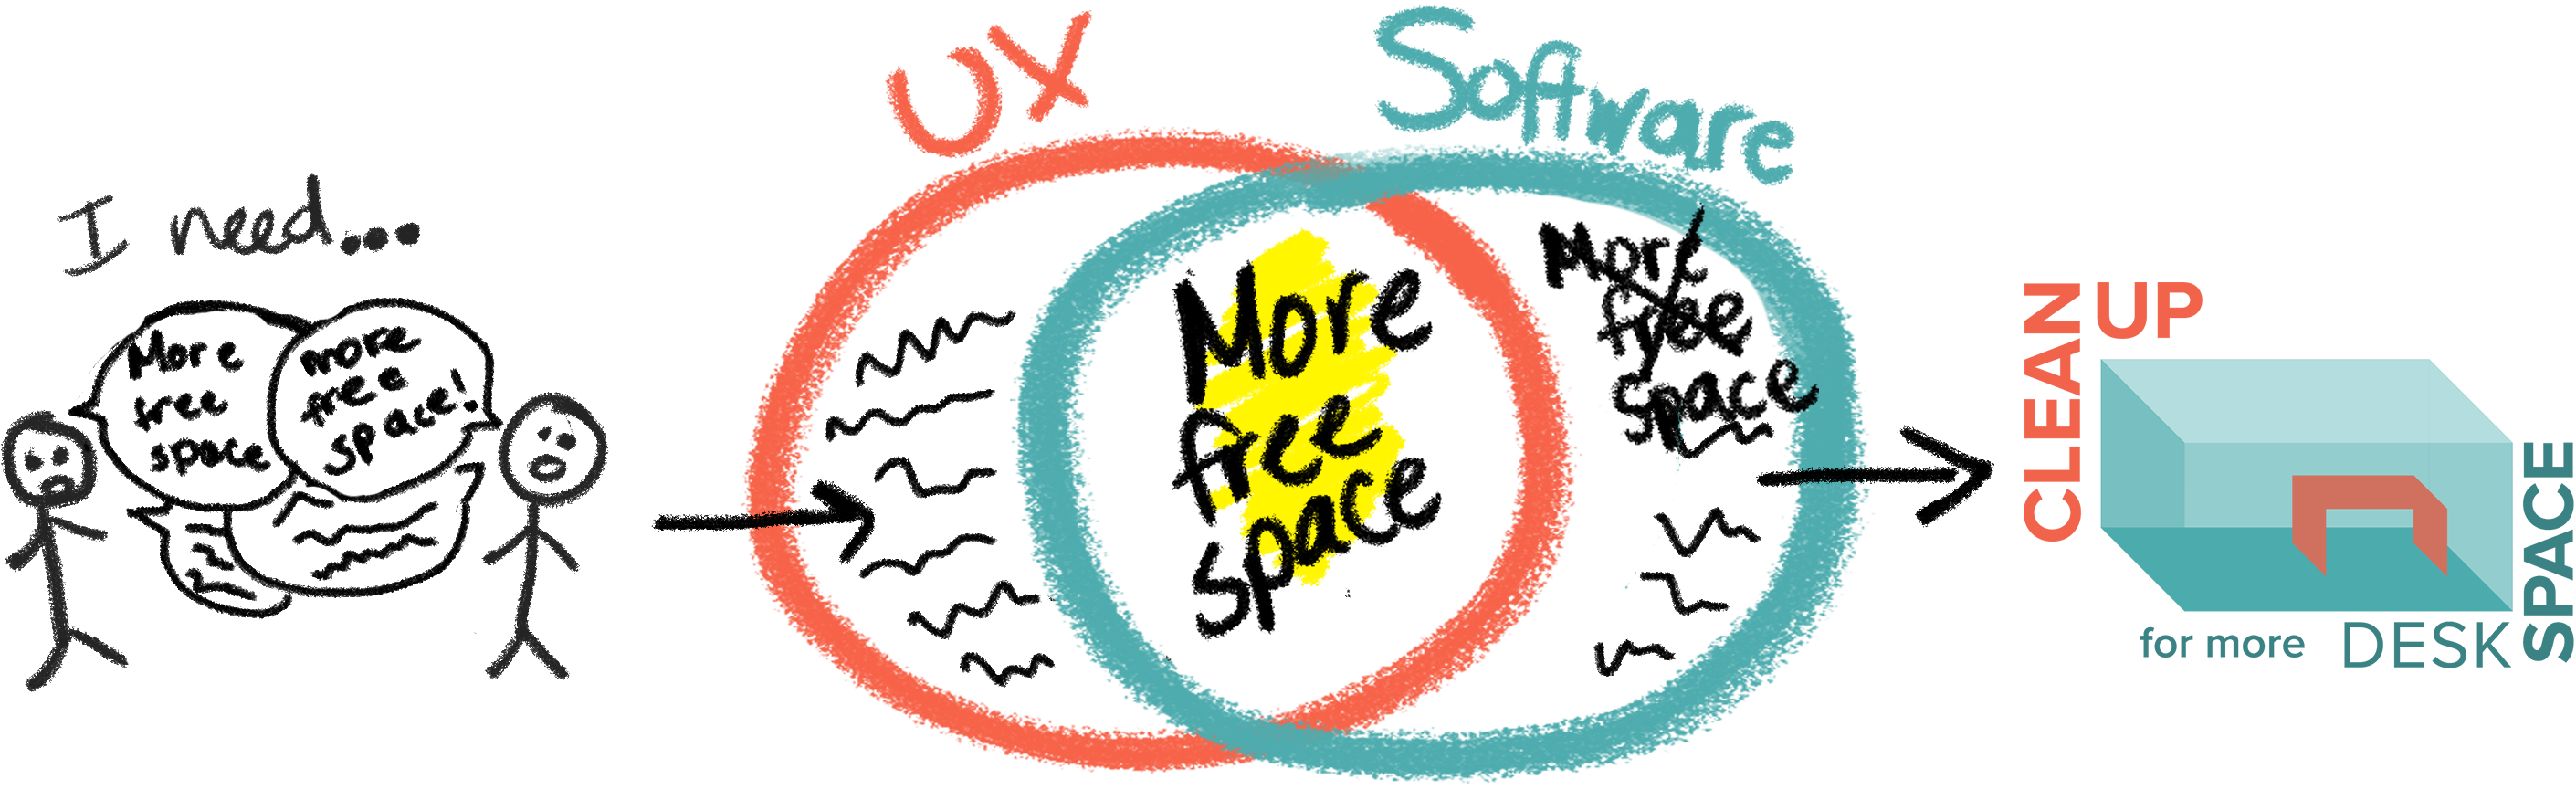 I need...
More
free
space
more
free
space!
UX
Software
More
free
space
More
free
space
CLEAN UP
for more DESK SPACE